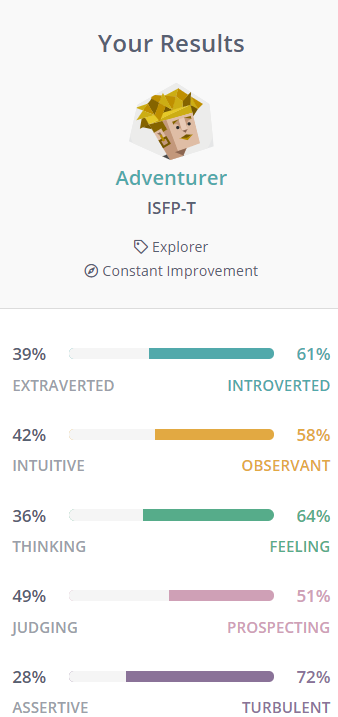 Your Results
Adventurer
ISFP-T
Explorer
Constant Improvement
39% 61%
EXTRAVERTED INTROVERTED
42% 58%
INTUITIVE OBSERVANT
36% 64%
THINKING FEELING
49% 51%
JUDGING PROSPECTING
28% 72%
ASSERTIVE TURBULENT